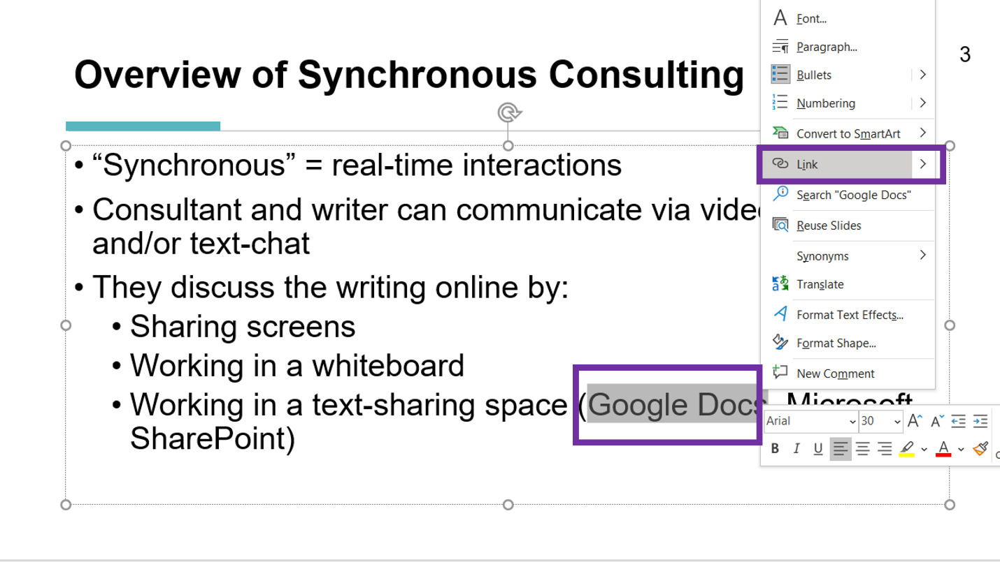 Overview of Synchronous Consulting
3
• “Synchronous” = real-time interactions
• Consultant and writer can communicate via video
and/or text-chat
• They discuss the writing online by:
• Sharing screens
• Working in a whiteboard
• Working in a text-sharing space (Google Docs, Microsoft
SharePoint)
Font...
Paragraph...
Bullets
Numbering
Convert to SmartArt
Link
Search "Google Docs"
Reuse Slides
Synonyms
Translate
Format Text Effects...
Format Shape...
New Comment
Arial 30 A A
B I U A